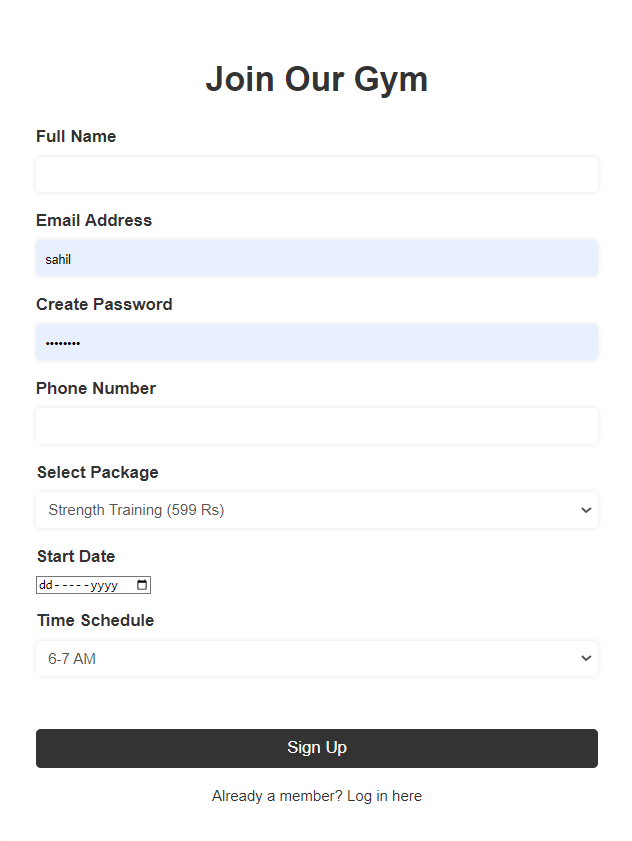 Join Our Gym
Full Name
Email Address
sahil
Create Password
••••••••
Phone Number
Select Package
Strength Training (599 Rs)
Start Date
dd-----yyyy
Time Schedule
6-7 AM
Sign Up
Already a member? Log in here